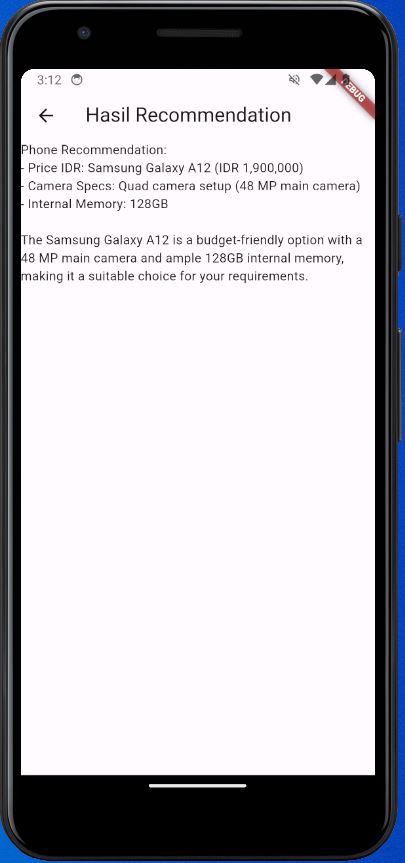 3:12
DEBUG
Hasil Recommendation
Phone Recommendation:
- Price IDR: Samsung Galaxy A12 (IDR 1,900,000)
- Camera Specs: Quad camera setup (48 MP main camera)
- Internal Memory: 128GB
The Samsung Galaxy A12 is a budget-friendly option with a
48 MP main camera and ample 128GB internal memory,
making it a suitable choice for your requirements.